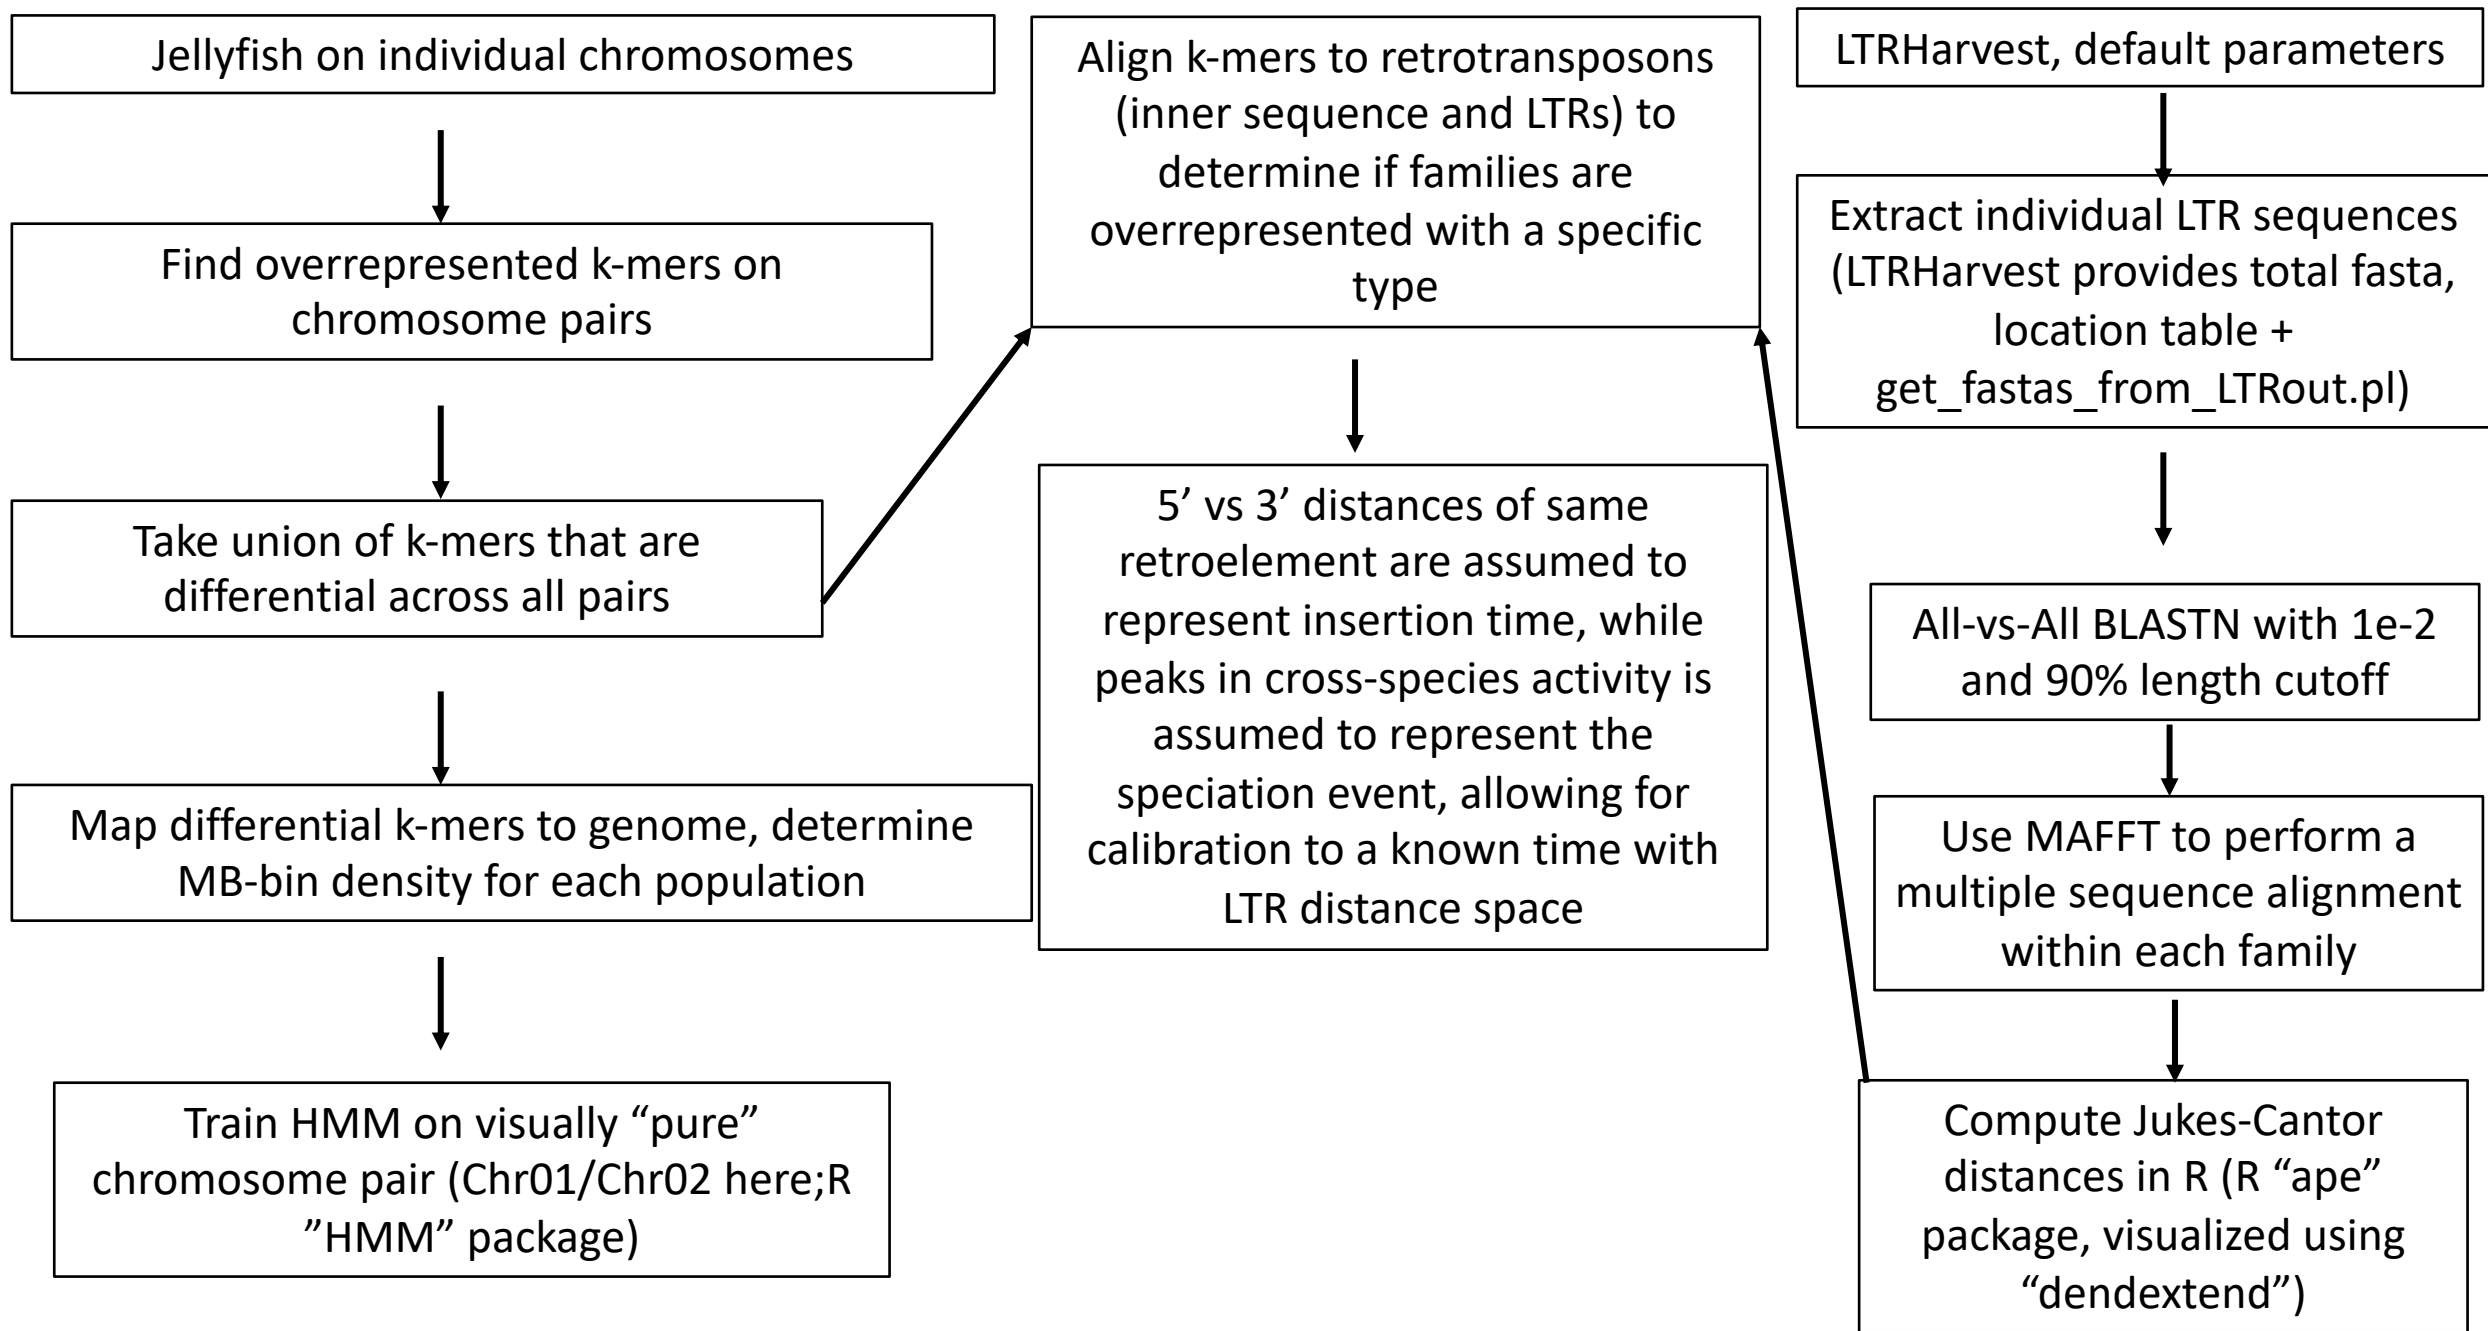 Jellyfish on individual chromosomes
Find overrepresented k-mers on
chromosome pairs
Take union of k-mers that are
differential across all pairs
Map differential k-mers to genome, determine
MB-bin density for each population
Train HMM on visually “pure”
chromosome pair (Chr01/Chr02 here;R
”HMM” package)
Align k-mers to retrotransposons
(inner sequence and LTRs) to
determine if families are
overrepresented with a specific
type
5’ vs 3’ distances of same
retroelement are assumed to
represent insertion time, while
peaks in cross-species activity is
assumed to represent the
speciation event, allowing for
calibration to a known time with
LTR distance space
LTRHarvest, default parameters
Extract individual LTR sequences
(LTRHarvest provides total fasta,
location table +
get_fastas_from_LTRout.pl)
All-vs-All BLASTN with 1e-2
and 90% length cutoff
Use MAFFT to perform a
multiple sequence alignment
within each family
Compute Jukes-Cantor
distances in R (R “ape”
package, visualized using
“dendextend”)